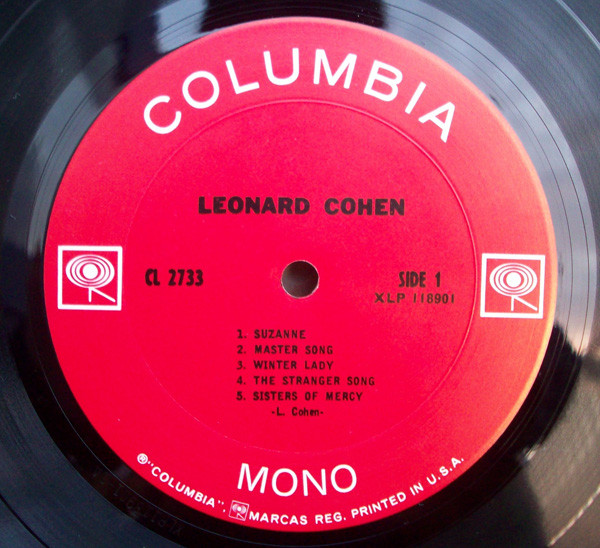 COLUMBIA
LEONARD COHEN
CL 2733
SIDE 1
XLP 118901
1. SUZANNE
2. MASTER SONG
3. WINTER LADY
4. THE STRANGER SONG
5. SISTERS OF MERCY
-L. Cohen-
MONO
®"COLUMBIA", MARCAS REG. PRINTED IN U.S.A.